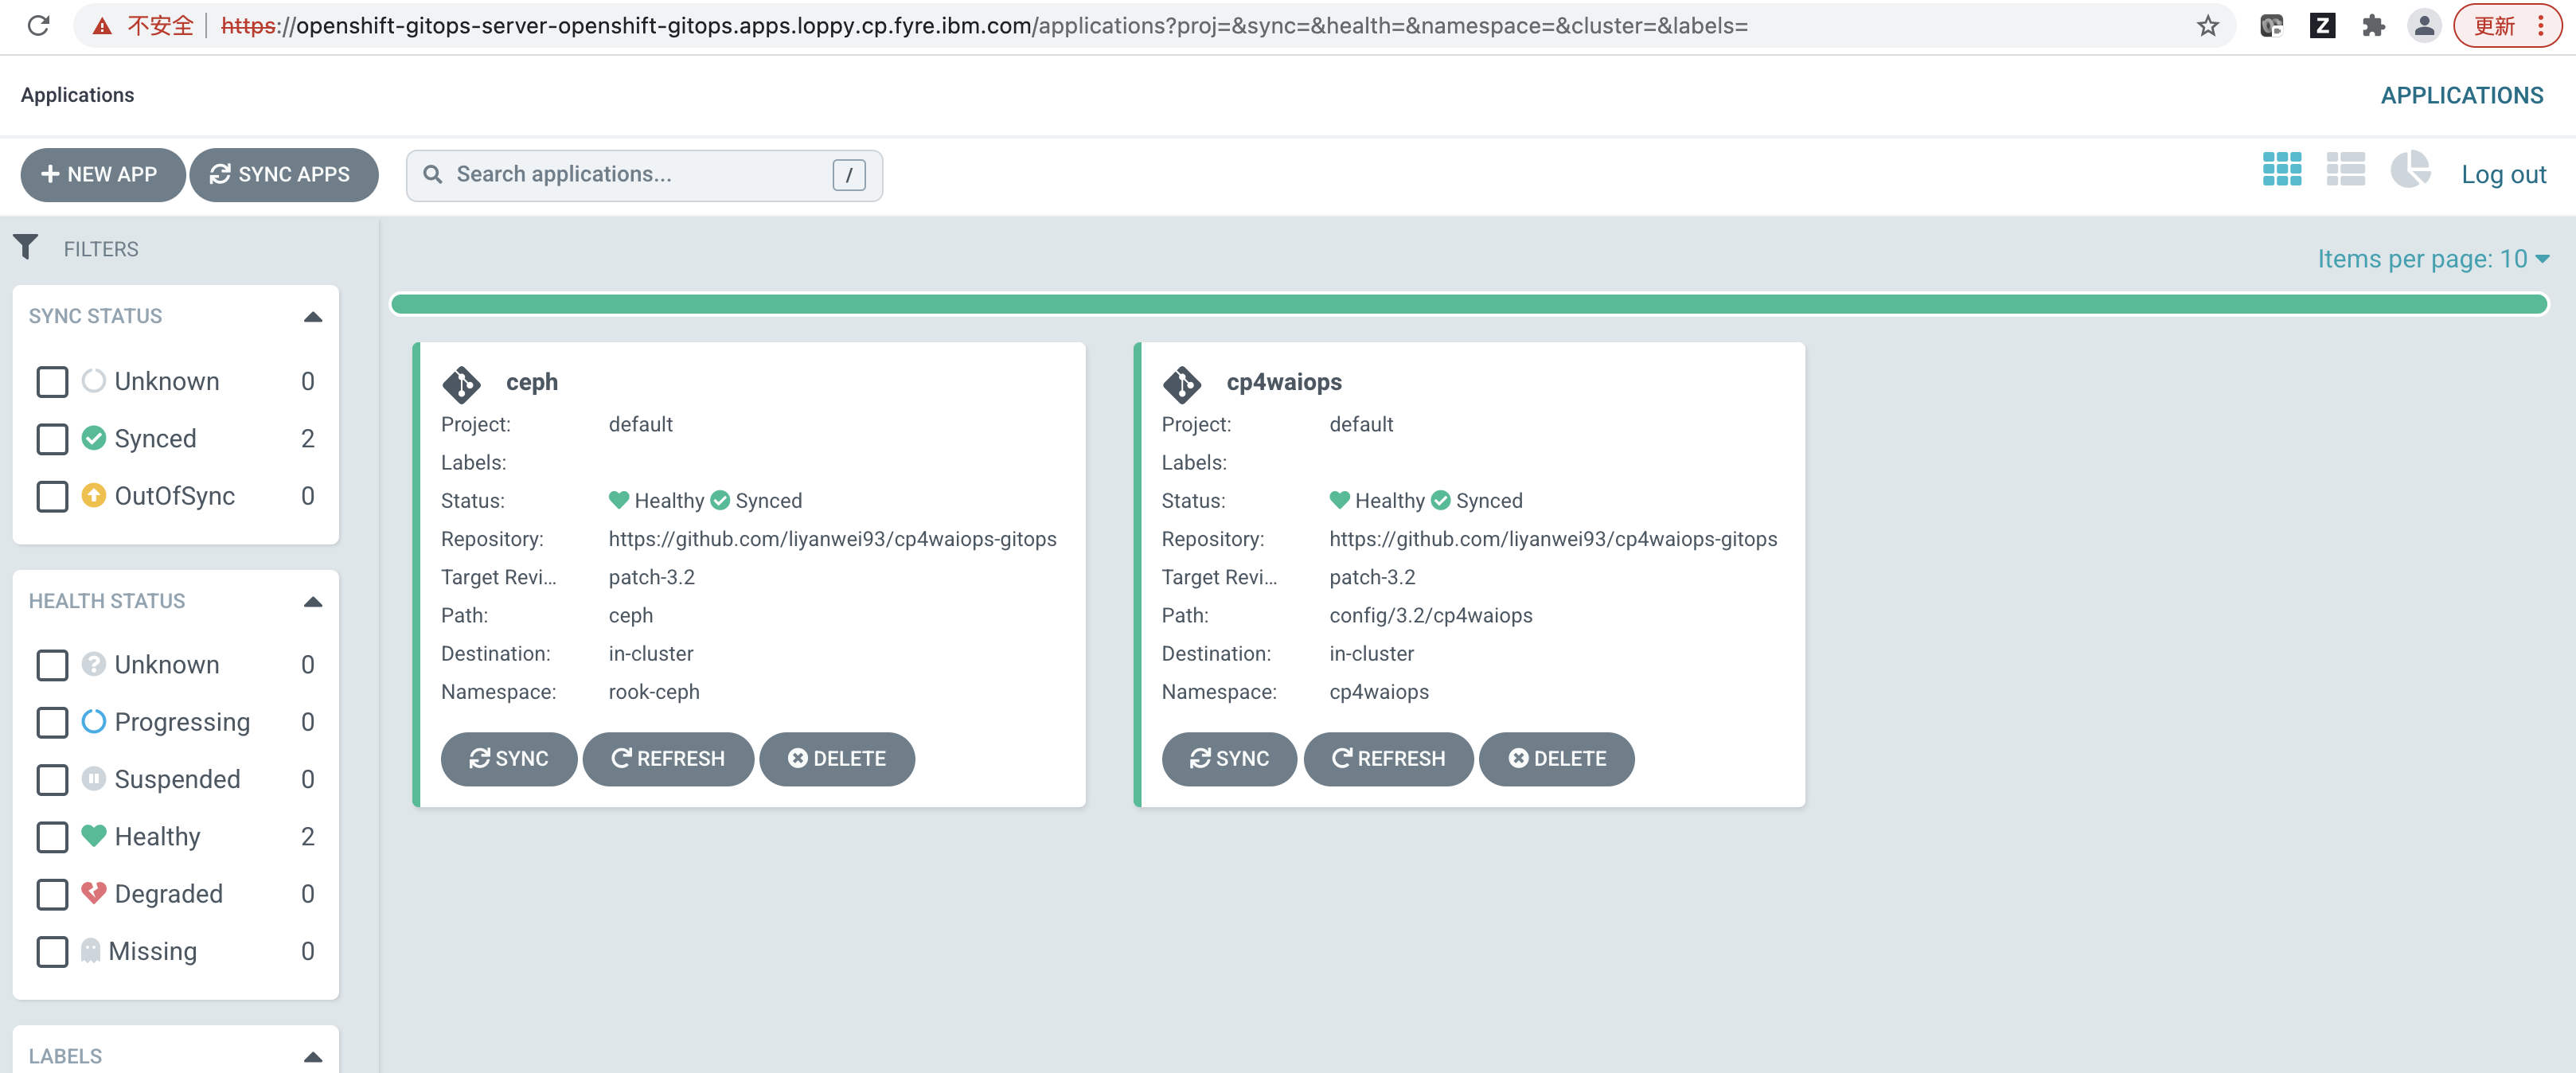 不安全 https://openshift-gitops-server-openshift-gitops.apps.loppy.cp.fyre.ibm.com/applications?proj=&sync=&health=&namespace=&cluster=&labels= Z 更新
Applications APPLICATIONS
NEW APP SYNC APPS Search applications... / Log out
FILTERS
Items per page: 10
SYNC STATUS
Unknown 0
Synced 2
OutOfSync 0
HEALTH STATUS
Unknown 0
Progressing 0
Suspended 0
Healthy 2
Degraded 0
Missing 0
LABELS
ceph
Project: default
Labels:
Status: Healthy Synced
Repository: https://github.com/liyanwei93/cp4waiops-gitops
Target Revi... patch-3.2
Path: ceph
Destination: in-cluster
Namespace: rook-ceph
SYNC REFRESH DELETE
cp4waiops
Project: default
Labels:
Status: Healthy Synced
Repository: https://github.com/liyanwei93/cp4waiops-gitops
Target Revi... patch-3.2
Path: config/3.2/cp4waiops
Destination: in-cluster
Namespace: cp4waiops
SYNC REFRESH DELETE